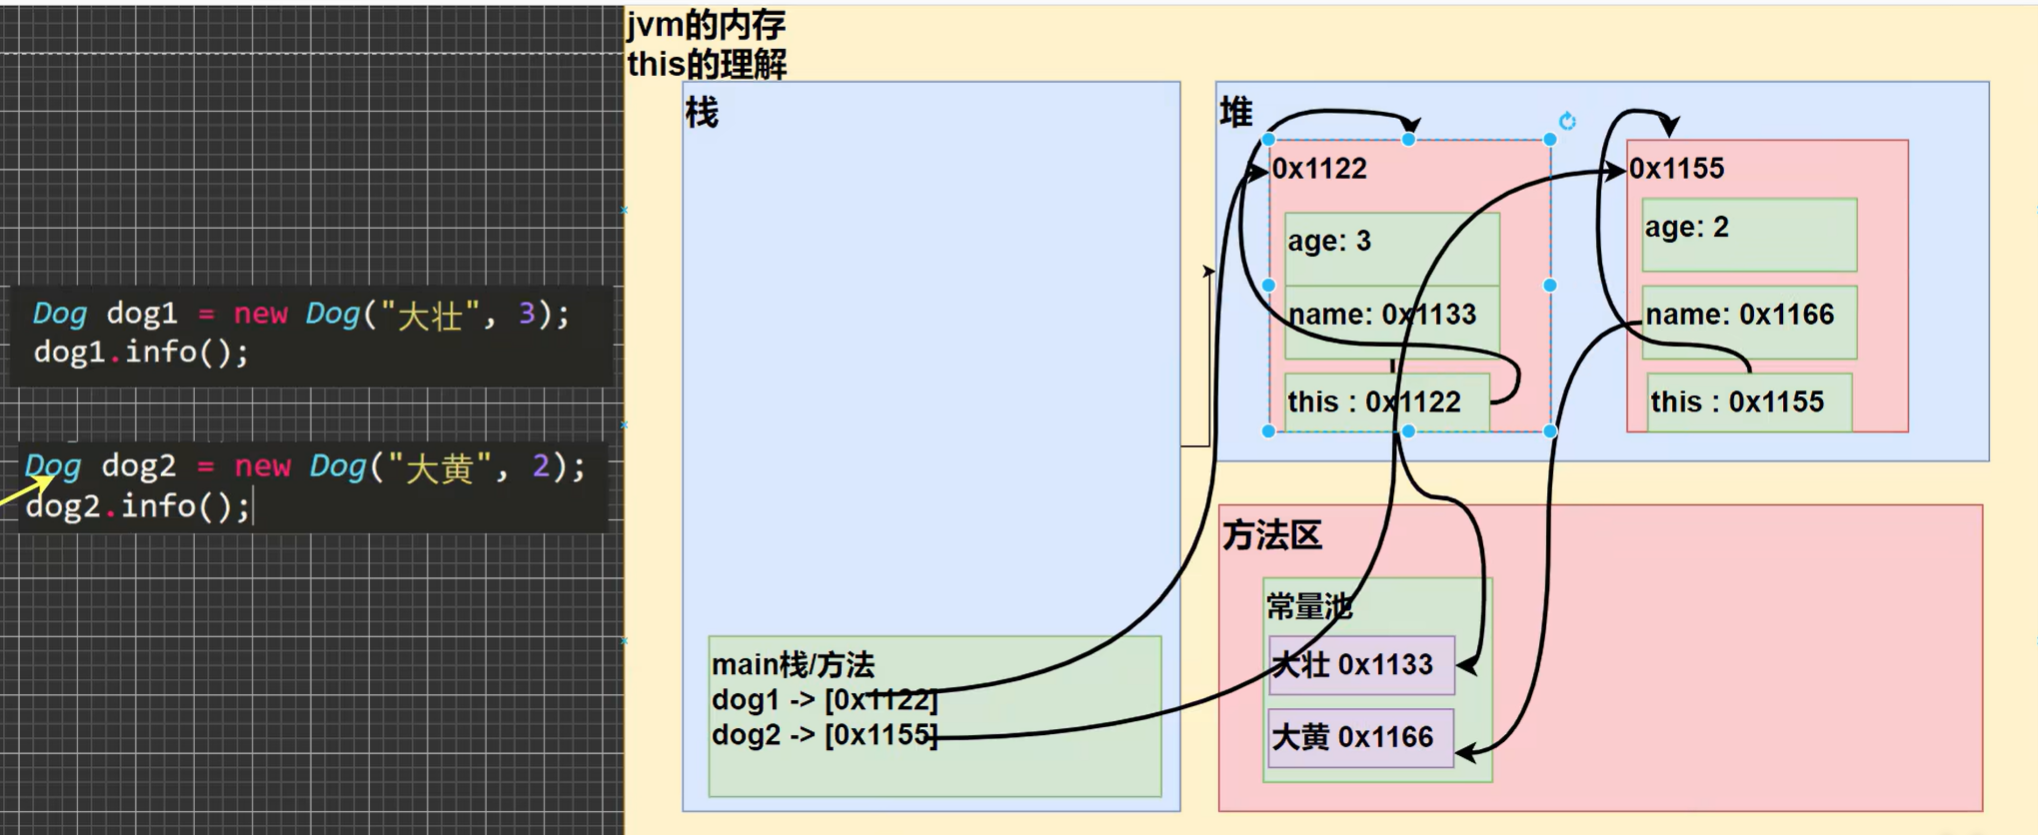 jvm的内存
this的理解
Dog dog1 = new Dog("大壮", 3);
dog1.info();
Dog dog2 = new Dog("大黄", 2);
dog2.info();
栈
main栈/方法
dog1 -> [0x1122]
dog2 -> [0x1155]
堆
0x1122
age: 3
name: 0x1133
this : 0x1122
0x1155
age: 2
name: 0x1166
this : 0x1155
方法区
常量池
大壮 0x1133
大黄 0x1166